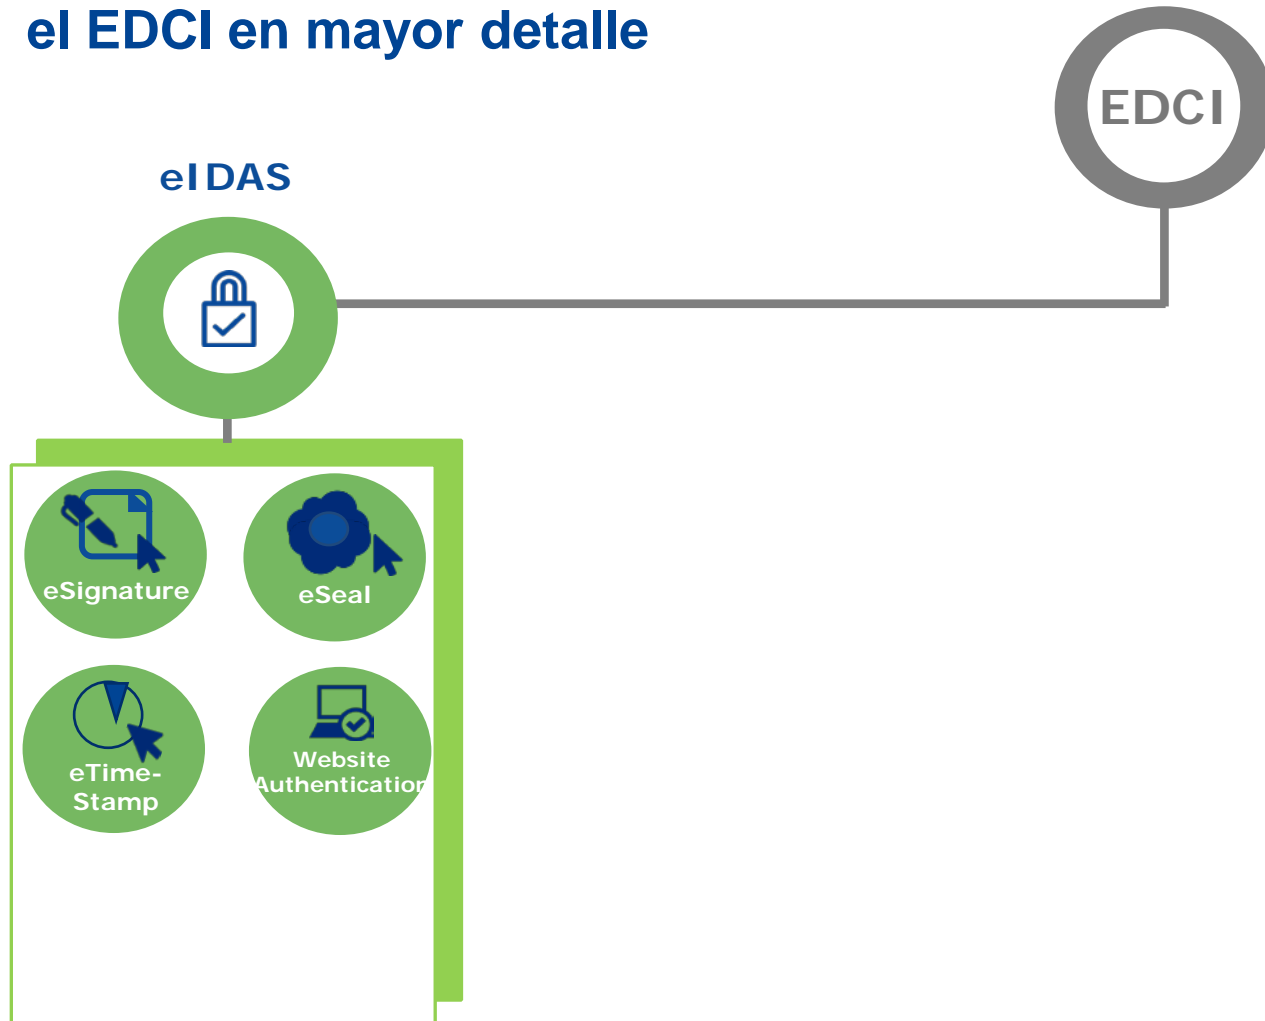 el EDCI en mayor detalle
EDCI
eIDAS
eSignature
eSeal
eTime-
Stamp
Website
Authentication